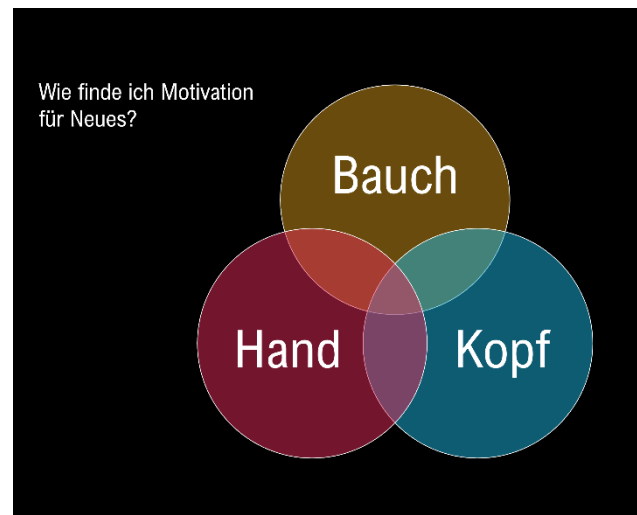 Wie finde ich Motivation
für Neues?
Bauch
Hand
Kopf